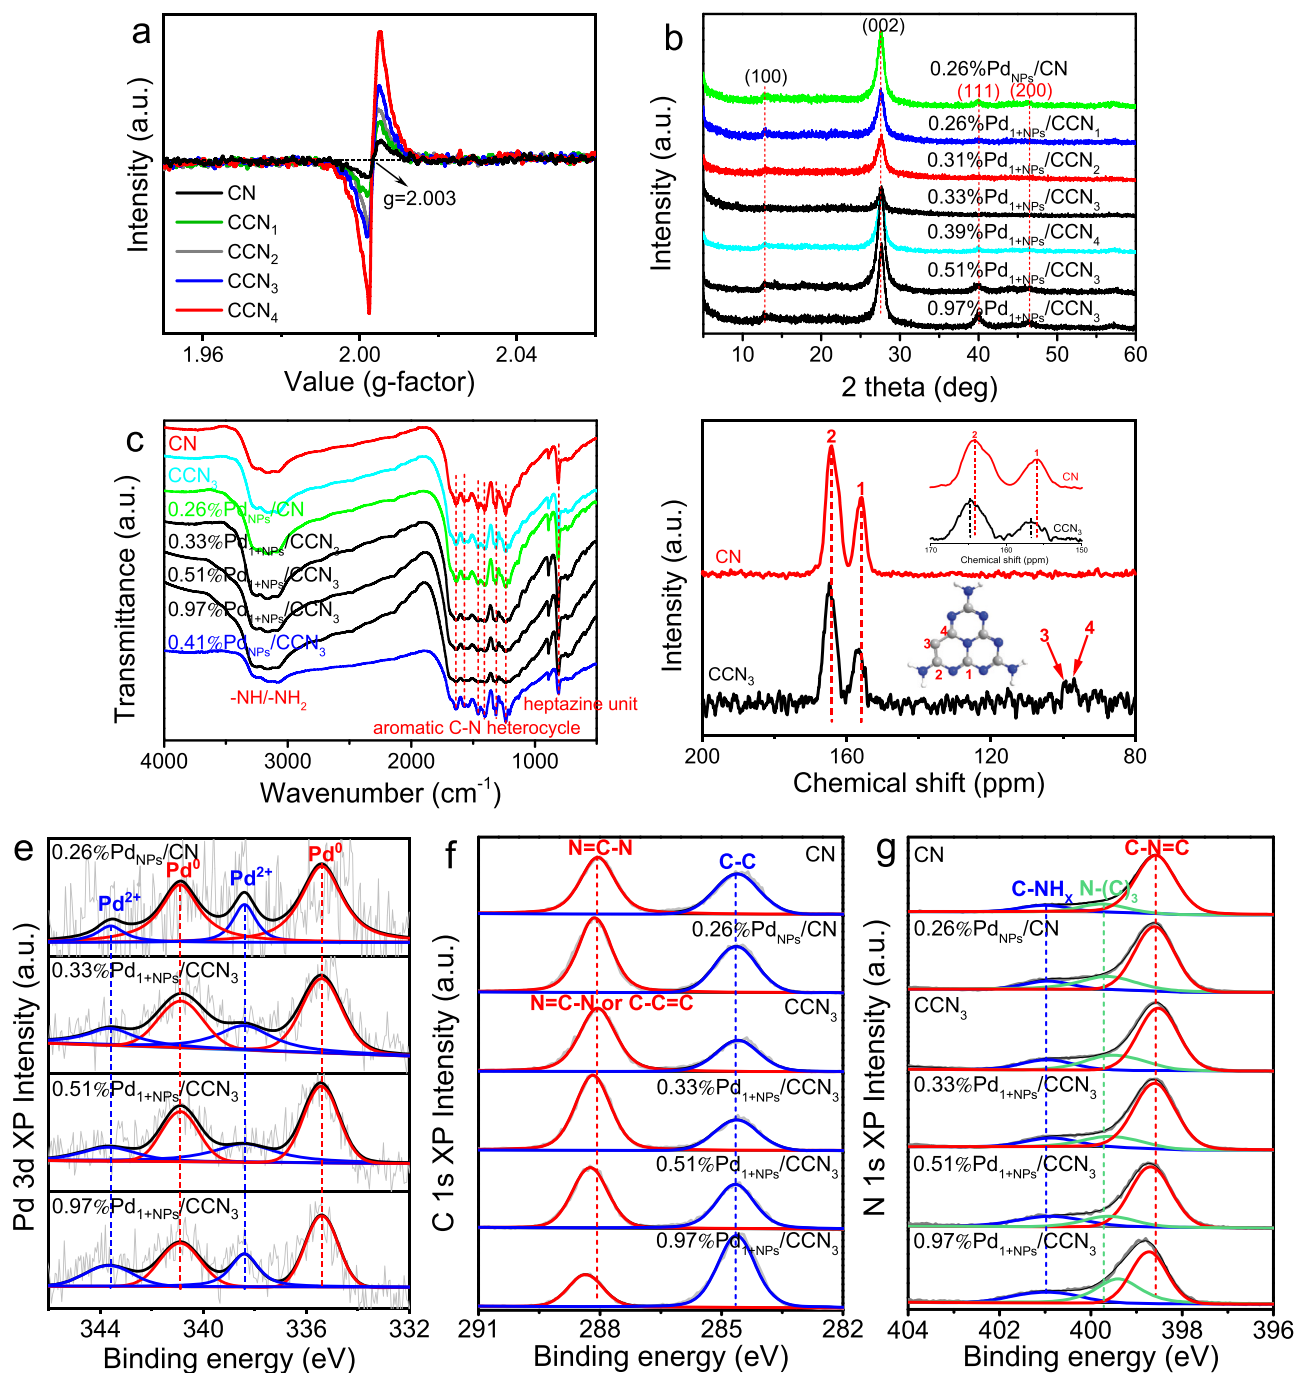 a
Intensity (a.u.)
g=2.003
CN
CCN1
CCN2
CCN3
CCN4
1.96 2.00 2.04
Value (g-factor)
b
Intensity (a.u.)
(002)
(100)
0.26%PdNPs/CN
(111) (200)
0.26%Pd1+NPs/CCN1
0.31%Pd1+NPs/CCN2
0.33%Pd1+NPs/CCN3
0.39%Pd1+NPs/CCN4
0.51%Pd1+NPs/CCN3
0.97%Pd1+NPs/CCN3
10 20 30 40 50 60
2 theta (deg)
c
Transmittance (a.u.)
CN
CCN3
0.26%PdNPs/CN
0.33%Pd1+NPs/CCN3
0.51%Pd1+NPs/CCN3
0.97%Pd1+NPs/CCN3
0.41%PdNPs/CCN3
-NH/-NH2
heptazine unit
aromatic C-N heterocycle
4000 3000 2000 1000
Wavenumber (cm-1)
Intensity (a.u.)
2
1
CN
CCN3
2
1
CN
CCN3
170 160 150
Chemical shift (ppm)
4
3
2 1
3 4
200 160 120 80
Chemical shift (ppm)
e
Pd 3d XP Intensity (a.u.)
0.26%PdNPs/CN
Pd2+ Pd0 Pd2+ Pd0
0.33%Pd1+NPs/CCN3
0.51%Pd1+NPs/CCN3
0.97%Pd1+NPs/CCN3
344 340 336 332
Binding energy (eV)
f
C 1s XP Intensity (a.u.)
N=C-N
C-C
CN
0.26%PdNPs/CN
N=C-N or C-C=C
CCN3
0.33%Pd1+NPs/CCN3
0.51%Pd1+NPs/CCN3
0.97%Pd1+NPs/CCN3
291 288 285 282
Binding energy (eV)
g
N 1s XP Intensity (a.u.)
CN
C-N=C
C-NHX N-(C)3
0.26%PdNPs/CN
CCN3
0.33%Pd1+NPs/CCN3
0.51%Pd1+NPs/CCN3
0.97%Pd1+NPs/CCN3
404 402 400 398 396
Binding energy (eV)